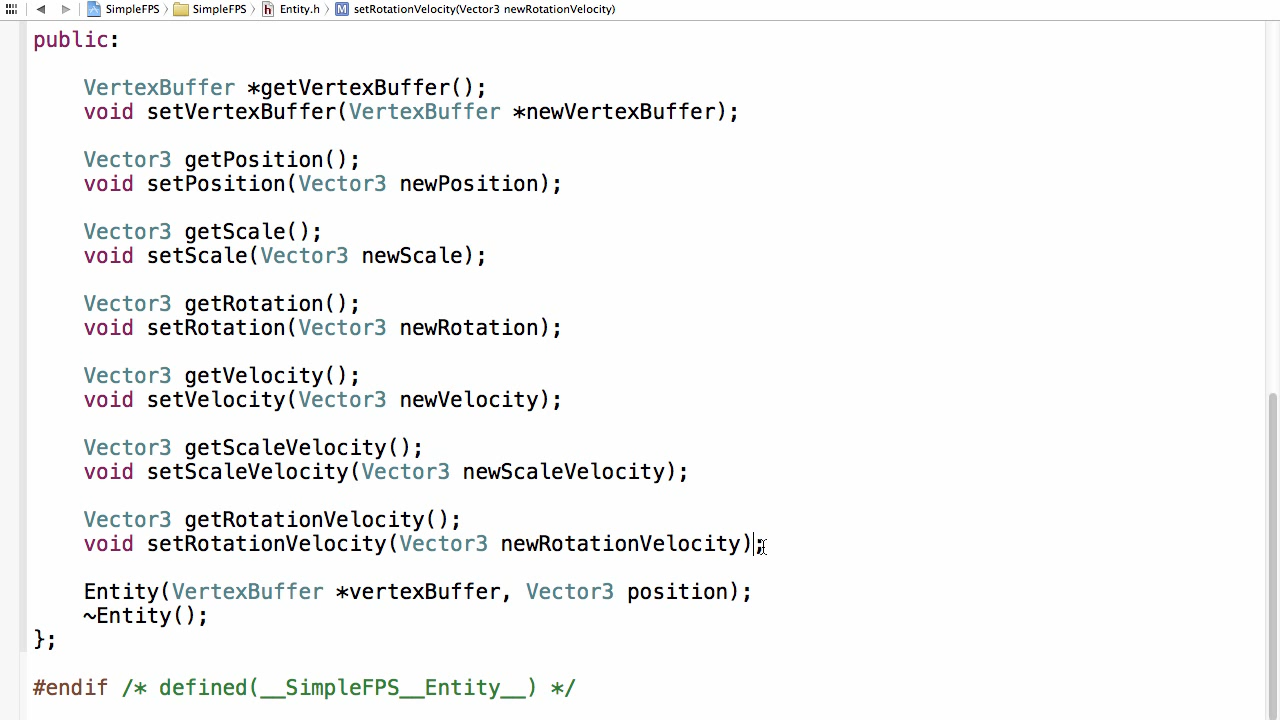 SimpleFPS SimpleFPS Entity.h setRotationVelocity(Vector3 newRotationVelocity)
public:
VertexBuffer *getVertexBuffer();
void setVertexBuffer(VertexBuffer *newVertexBuffer);
Vector3 getPosition();
void setPosition(Vector3 newPosition);
Vector3 getScale();
void setScale(Vector3 newScale);
Vector3 getRotation();
void setRotation(Vector3 newRotation);
Vector3 getVelocity();
void setVelocity(Vector3 newVelocity);
Vector3 getScaleVelocity();
void setScaleVelocity(Vector3 newScaleVelocity);
Vector3 getRotationVelocity();
void setRotationVelocity(Vector3 newRotationVelocity);
Entity(VertexBuffer *vertexBuffer, Vector3 position);
~Entity();
};
#endif /* defined(__SimpleFPS__Entity__) */